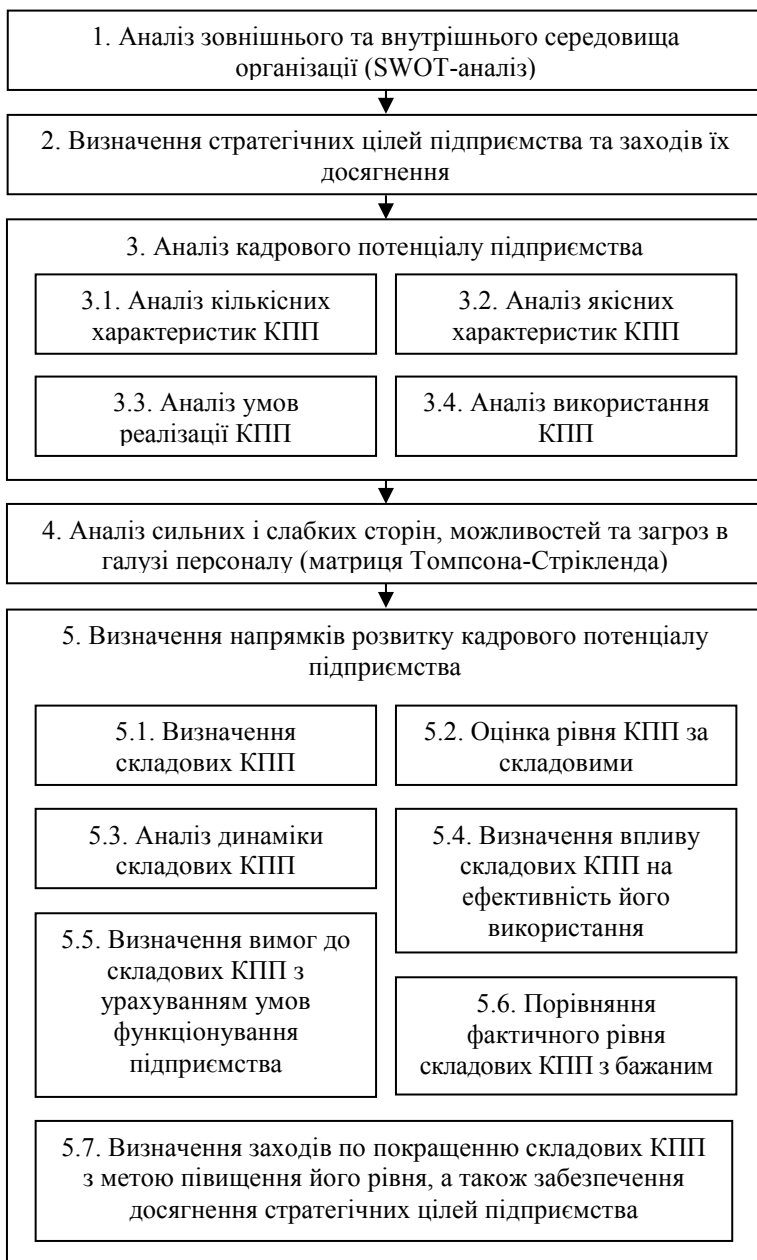 1. Аналіз зовнішнього та внутрішнього середовища
організації (SWOT-аналіз)
2. Визначення стратегічних цілей підприємства та заходів їх
досягнення
3. Аналіз кадрового потенціалу підприємства
3.1. Аналіз кількісних
характеристик КПП
3.2. Аналіз якісних
характеристик КПП
3.3. Аналіз умов
реалізації КПП
3.4. Аналіз використання
КПП
4. Аналіз сильних і слабких сторін, можливостей та загроз в
галузі персоналу (матриця Томпсона-Стрікленда)
5. Визначення напрямків розвитку кадрового потенціалу
підприємства
5.1. Визначення
складових КПП
5.2. Оцінка рівня КПП за
складовими
5.3. Аналіз динаміки
складових КПП
5.4. Визначення впливу
складових КПП на
ефективність його
використання
5.5. Визначення вимог до
складових КПП з
урахуванням умов
функціонування
підприємства
5.6. Порівняння
фактичного рівня
складових КПП з бажаним
5.7. Визначення заходів по покращенню складових КПП
з метою півищення його рівня, а також забезпечення
досягнення стратегічних цілей підприємства